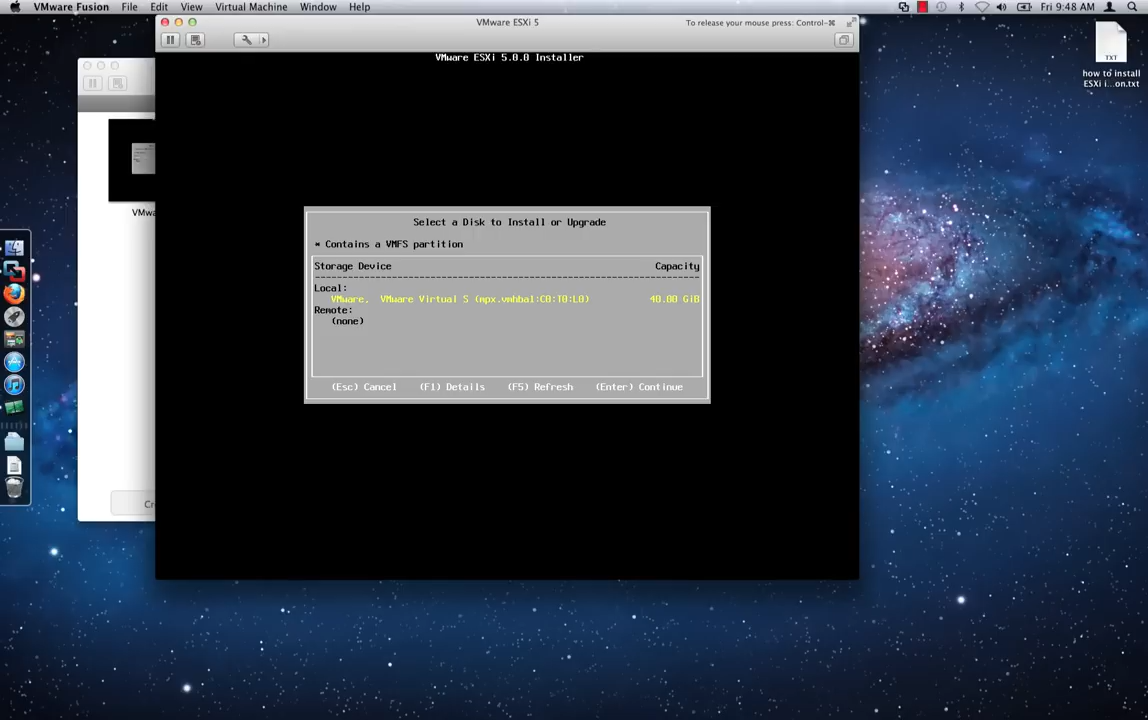 VMware Fusion File Edit View Virtual Machine Window Help Fri 9:48 AM
VMware ESXi 5 To release your mouse press: Control-⌘
VMware ESXi 5.0.0 Installer
TXT
how to install
ESXi i...on.txt
VMwa
Select a Disk to Install or Upgrade
* Contains a VMFS partition
Storage Device Capacity
Local:
VMware, VMware Virtual S (mpx.vmhba1:C0:T0:L0) 40.00 GiB
Remote:
(none)
(Esc) Cancel (F1) Details (F5) Refresh (Enter) Continue
Cr